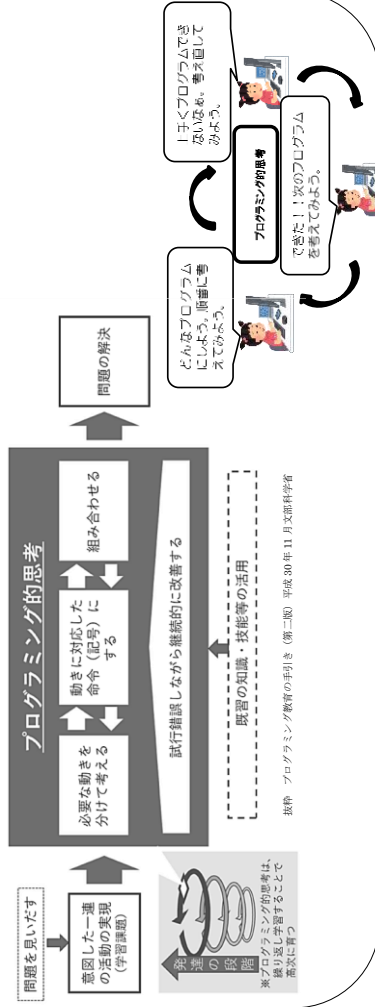 問題を見いだす
意図した一連
の活動の実現
(学習課題)
発達の段階
※プログラミング的思考は、
繰り返し学習することで
高次に育つ
プログラミング的思考
必要な動きを
分けて考える
動きに対応した
命令（記号）に
する
組み合わせる
試行錯誤しながら継続的に改善する
既習の知識・技能等の活用
問題の解決
抜粋 プログラミング教育の手引き（第二版）平成30年11月文部科学省
どんなプログラム
にしよう。順番に考
えてみよう。
プログラミング的思考
上手くプログラムでき
ないなぁ。考え直して
みよう。
できた！！次のプログラム
を考えてみよう。